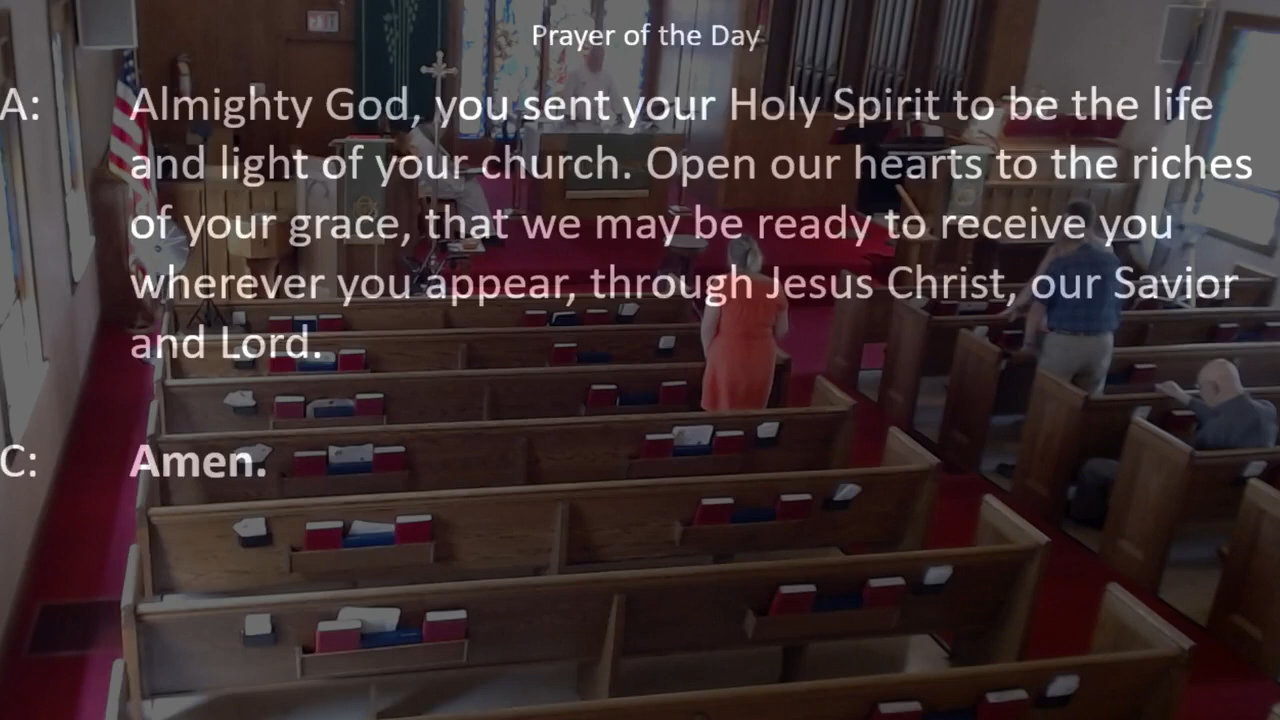 Prayer of the Day
A: Almighty God, you sent your Holy Spirit to be the life
and light of your church. Open our hearts to the riches
of your grace, that we may be ready to receive you
wherever you appear, through Jesus Christ, our Savior
and Lord.
C: Amen.